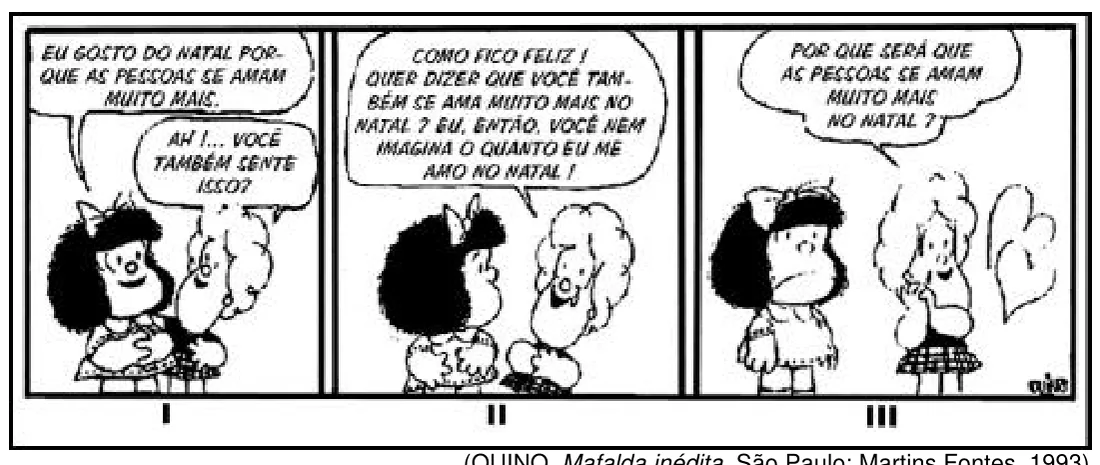 EU GOSTO DO NATAL POR-
QUE AS PESSOAS SE AMAM
MUITO MAIS.
AH !... VOCÊ
TAMBÉM SENTE
ISSO?
COMO FICO FELIZ !
QUER DIZER QUE VOCÊ TAM-
BÉM SE AMA MUITO MAIS NO
NATAL ? EU, ENTÃO, VOCÊ NEM
IMAGINA O QUANTO EU ME
AMO NO NATAL !
POR QUE SERÁ QUE
AS PESSOAS SE AMAM
MUITO MAIS
NO NATAL ?
QUINO
I
II
III
(QUINO. Mafalda inédita. São Paulo: Martins Fontes, 1993)